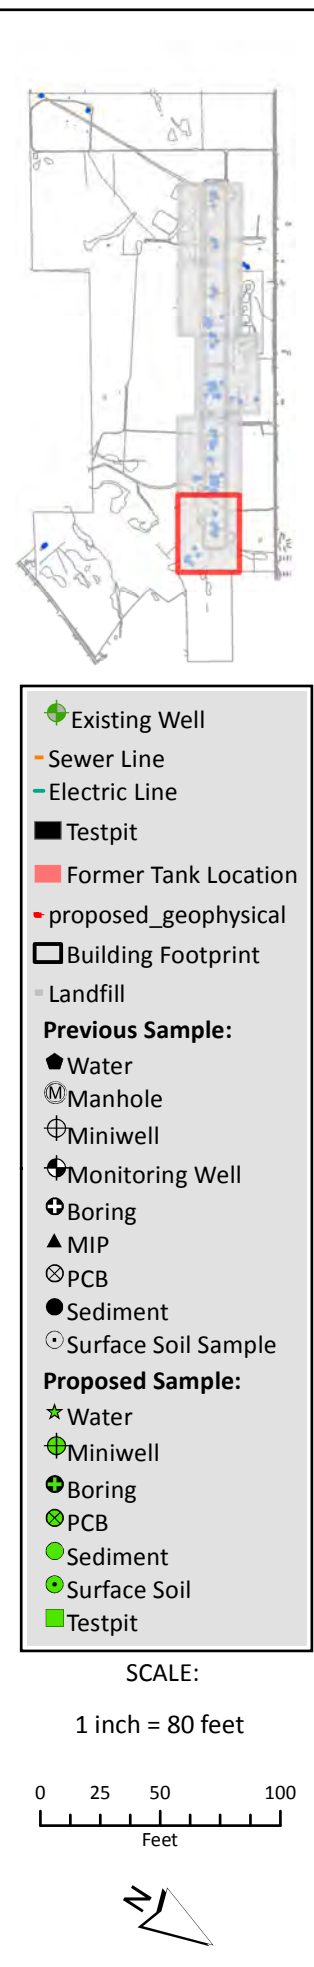 Existing Well
Sewer Line
Electric Line
Testpit
Former Tank Location
proposed_geophysical
Building Footprint
Landfill
Previous Sample:
Water
M Manhole
Miniwell
Monitoring Well
Boring
MIP
PCB
Sediment
Surface Soil Sample
Proposed Sample:
Water
Miniwell
Boring
PCB
Sediment
Surface Soil
Testpit
SCALE:
1 inch = 80 feet
0 25 50 100
Feet
N